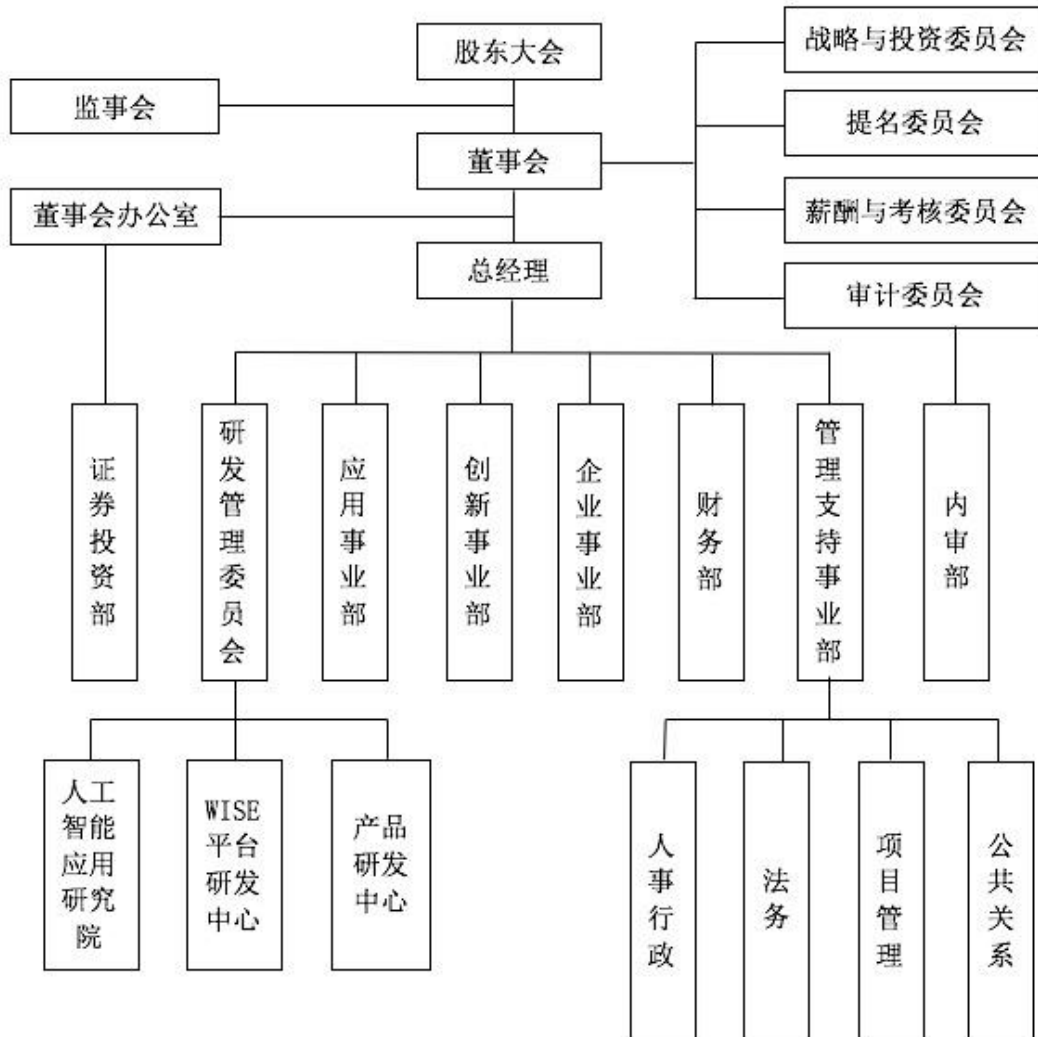 股东大会
战略与投资委员会
监事会
提名委员会
董事会
董事会办公室
薪酬与考核委员会
总经理
审计委员会
证券投资部
研发管理委员会
应用事业部
创新事业部
企业事业部
财务部
管理支持事业部
内审部
人工
智能
应用
研究
院
WISE
平台
研发
中心
产品
研发
中心
人事行政
法务
项目管理
公共关系